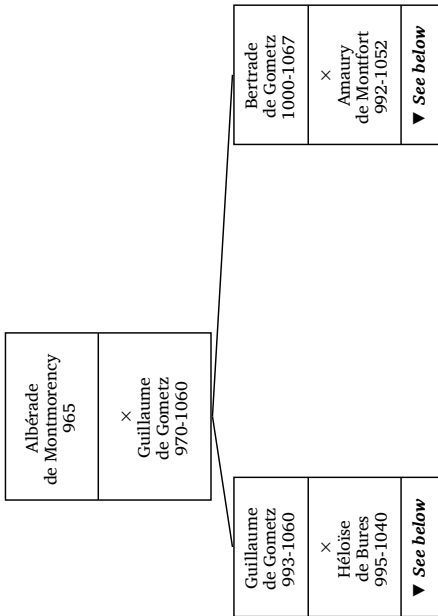 Albérade
de Montmorency
965
×
Guillaume
de Gometz
970-1060
Guillaume
de Gometz
993-1060
×
Héloïse
de Bures
995-1040
▼ See below
Bertrade
de Gometz
1000-1067
×
Amaury
de Montfort
992-1052
▼ See below